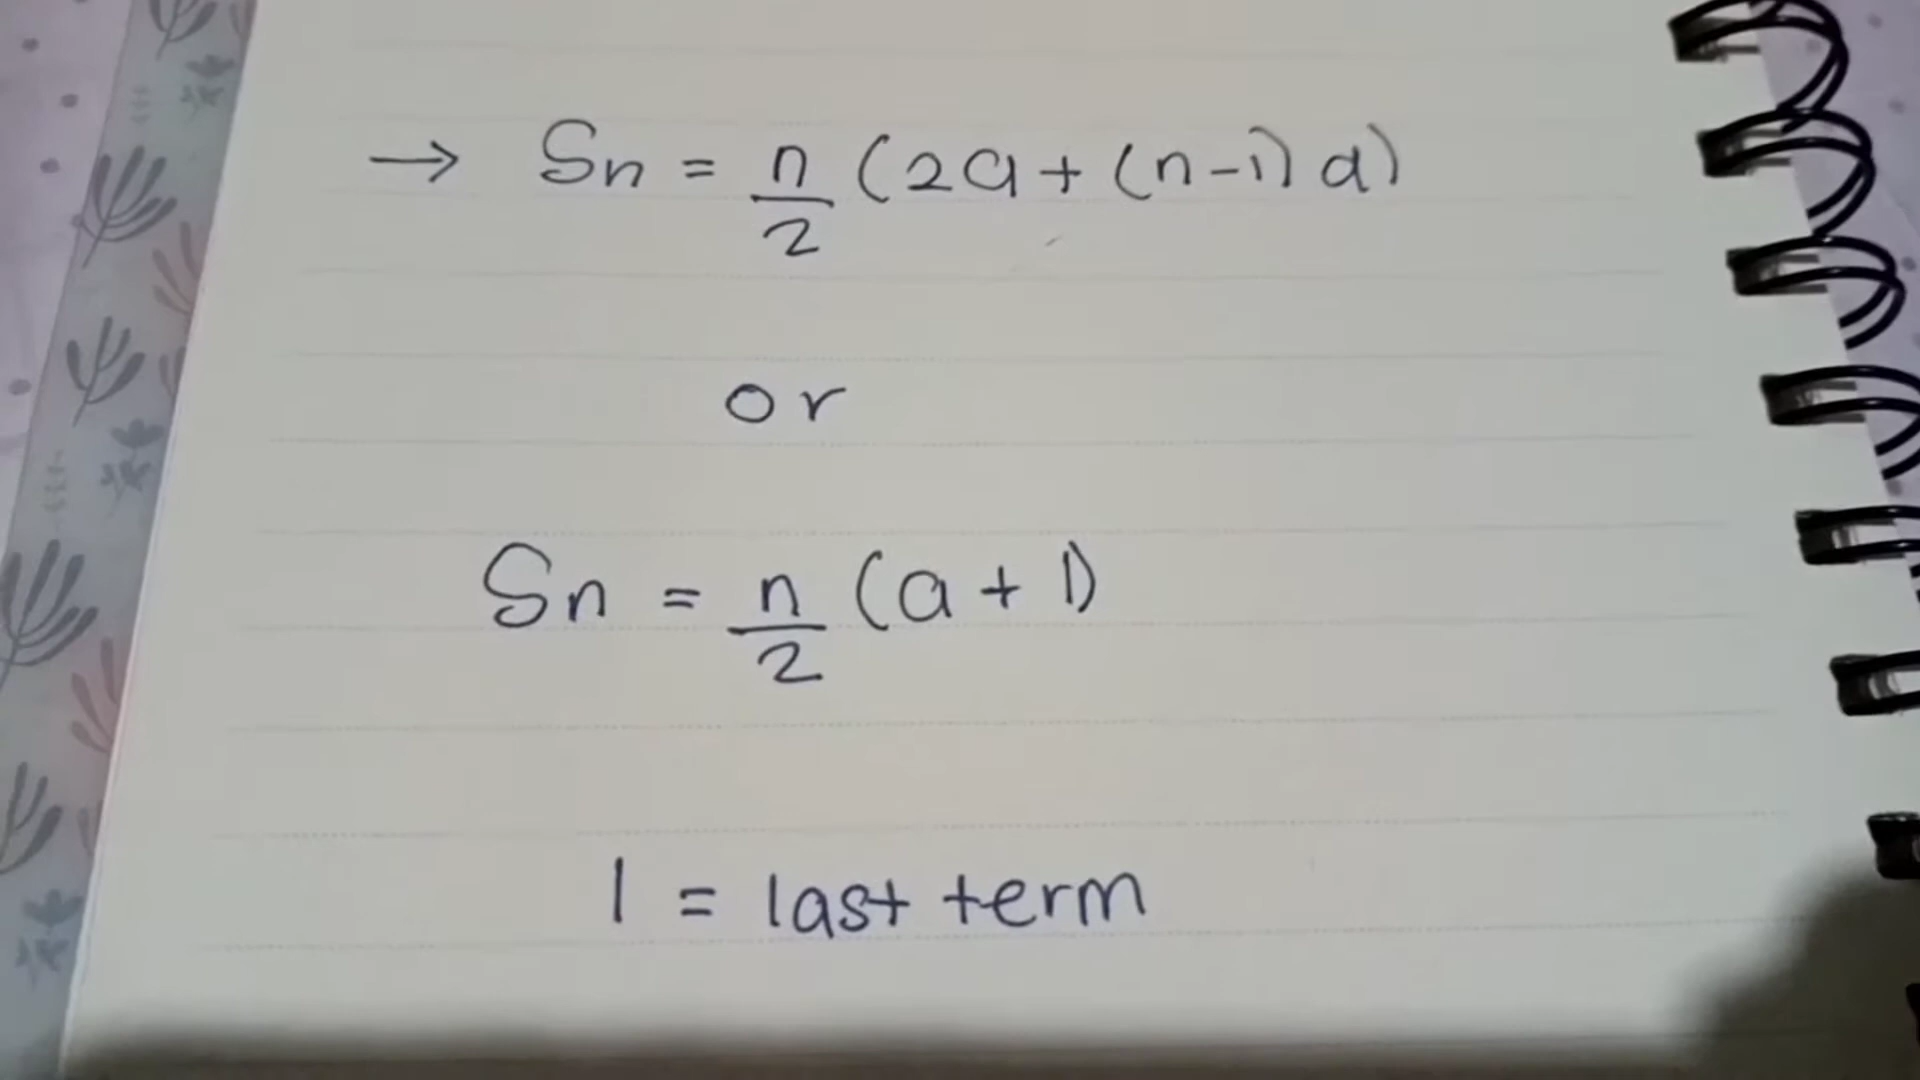 → Sn = n/2 (2a + (n-1) d)
or
Sn = n/2 (a + l)
l = last term